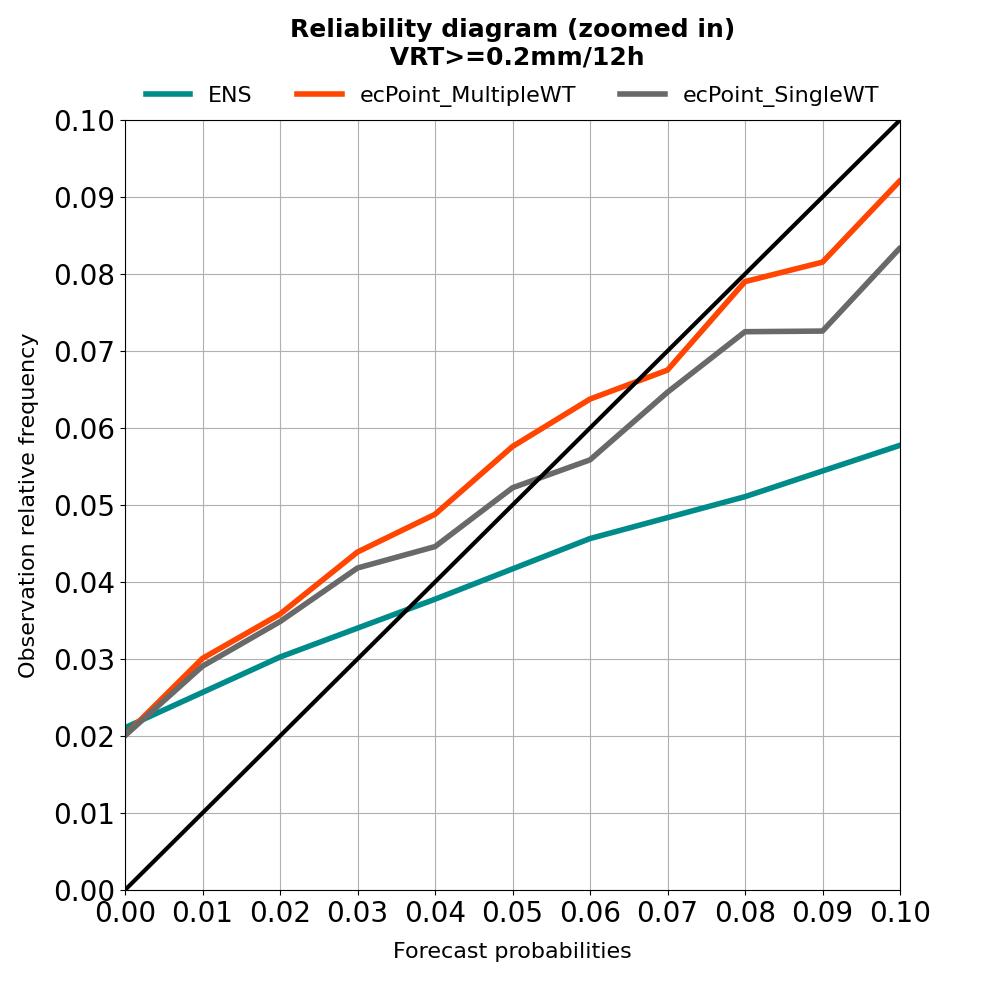 Reliability diagram (zoomed in)
VRT>=0.2mm/12h
ENS ecPoint_MultipleWT ecPoint_SingleWT
0.10
0.09
0.08
0.07
0.06
0.05
0.04
0.03
0.02
0.01
0.00
Observation relative frequency
0.00 0.01 0.02 0.03 0.04 0.05 0.06 0.07 0.08 0.09 0.10
Forecast probabilities